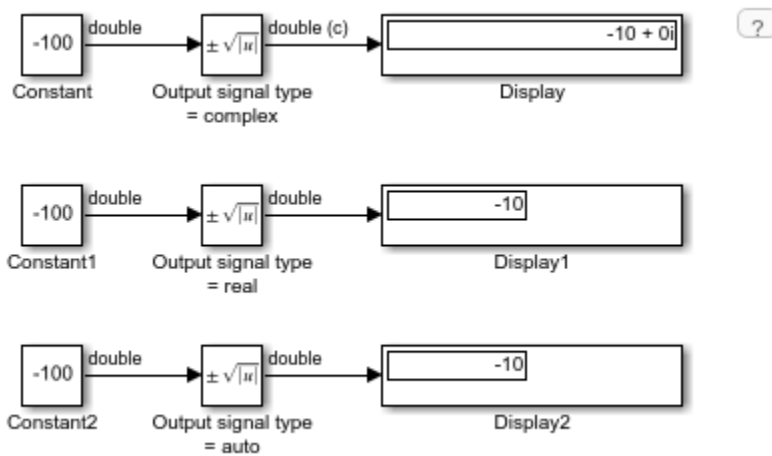 double
double (c)
?
-100
± √|u|
-10 + 0i
Constant
Output signal type
= complex
Display
double
double
-100
± √|u|
-10
Constant1
Output signal type
= real
Display1
double
double
-100
± √|u|
-10
Constant2
Output signal type
= auto
Display2